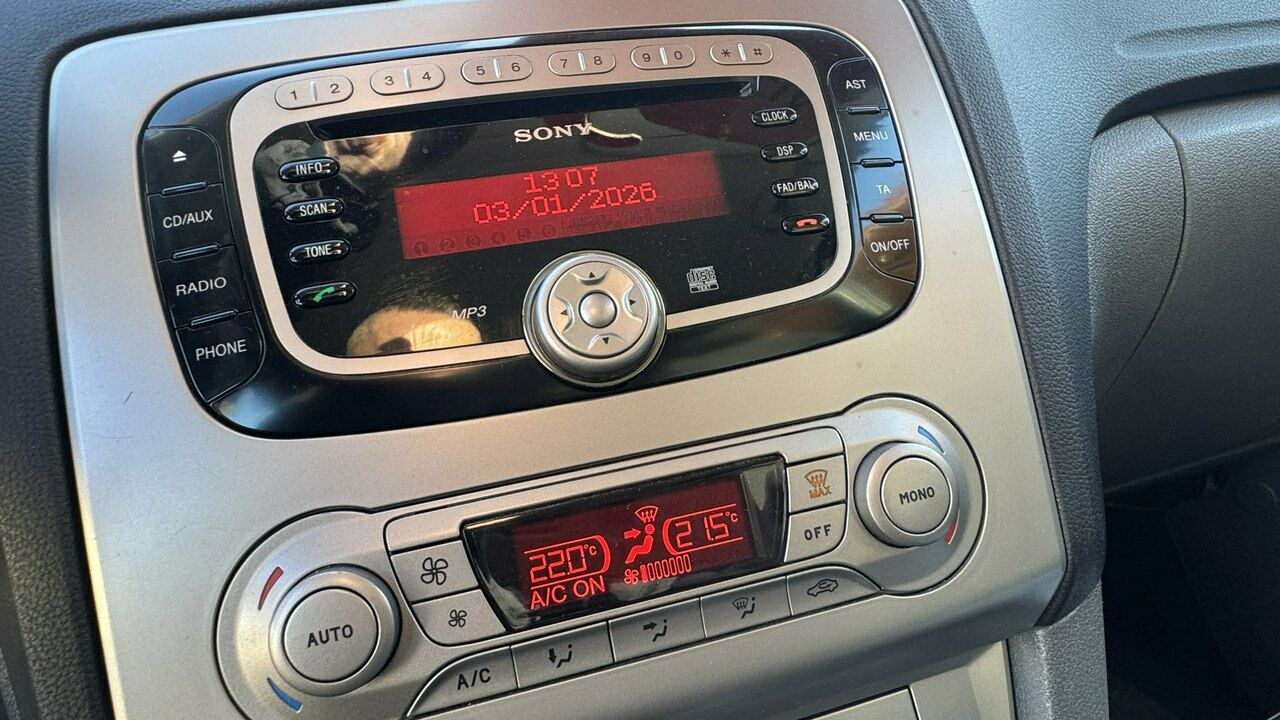 1 2 3 4 5 6 7 8 9 0 * #
SONY
CLOCK
DSP
FAD/BAL
AST
MENU
TA
ON/OFF
INFO
SCAN
TONE
CD/AUX
RADIO
PHONE
13 07
03/01/2026
MP3
disc
TEXT
MAX
OFF
MONO
22.0°C
21.5°C
A/C ON
AUTO
A/C